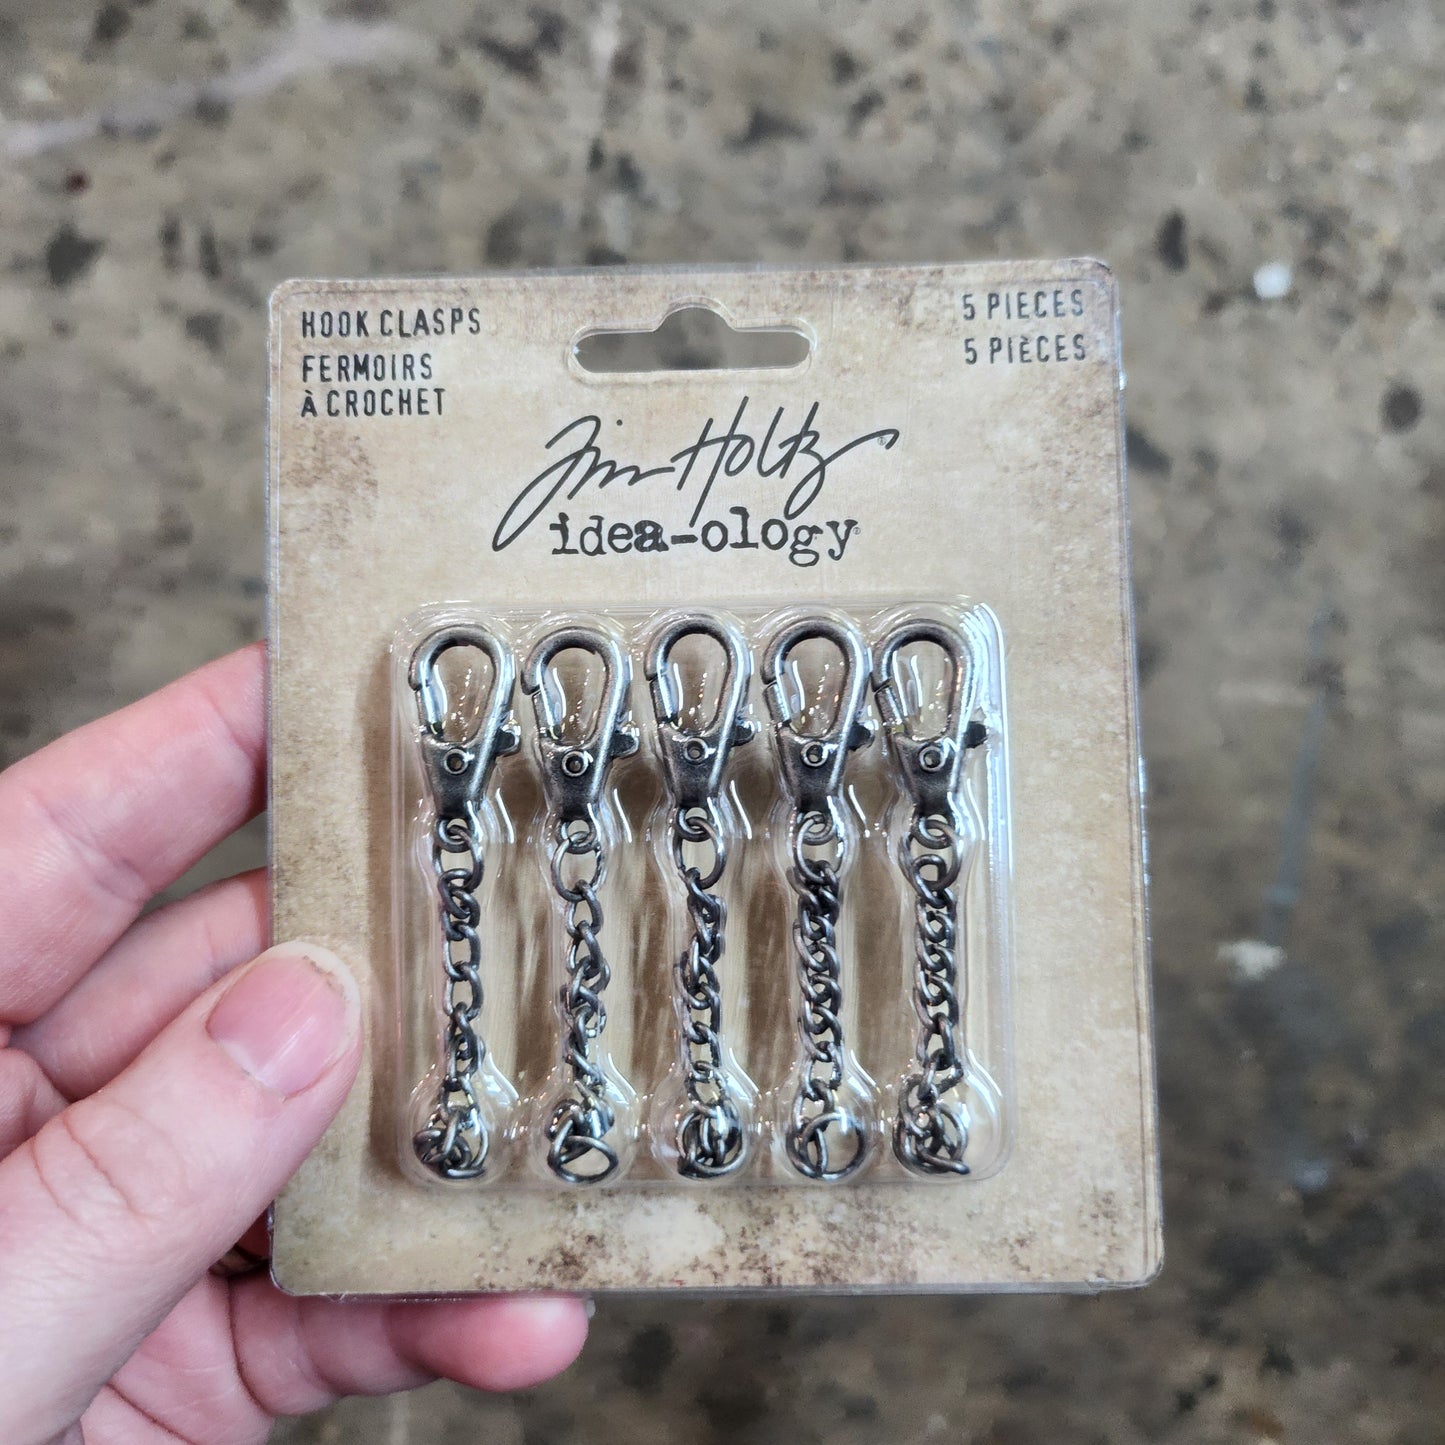 HOOK CLASPS
FERMOIRS
À CROCHET
5 PIECES
5 PIÈCES
Tim Holtz®
idea-ology®